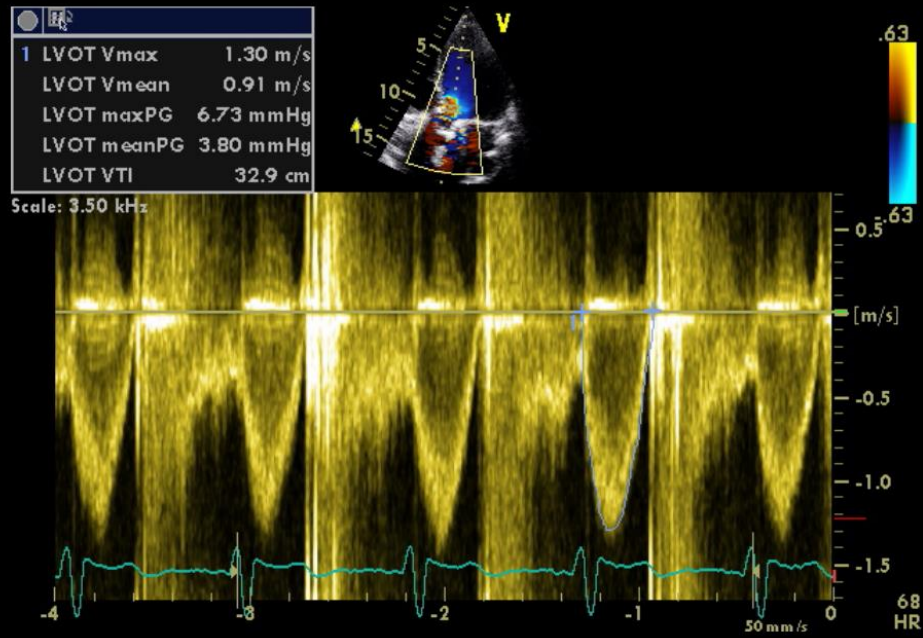 1 LVOT Vmax 1.30 m/s
LVOT Vmean 0.91 m/s
LVOT maxPG 6.73 mmHg
LVOT meanPG 3.80 mmHg
LVOT VTI 32.9 cm
Scale: 3.50 kHz
V
5
10
15
.63
-.63
0.5
[m/s]
-0.5
-1.0
-1.5
1
-4
-3
-2
-1
0
50 mm/s
68
HR